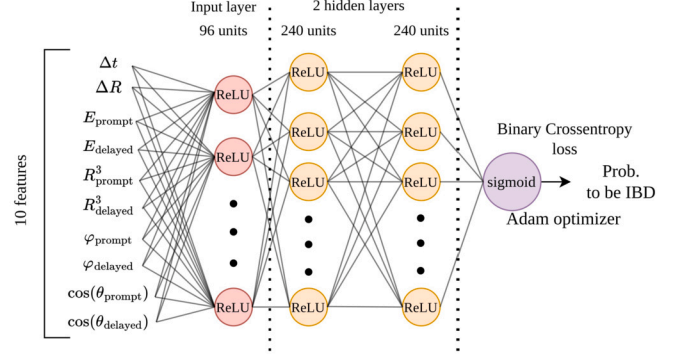 Input layer
96 units
2 hidden layers
240 units
240 units
10 features
Δt
ΔR
E_prompt
E_delayed
R³_prompt
R³_delayed
φ_prompt
φ_delayed
cos(θ_prompt)
cos(θ_delayed)
ReLU
ReLU
ReLU
ReLU
ReLU
ReLU
ReLU
ReLU
ReLU
ReLU
ReLU
sigmoid
Binary Crossentropy
loss
Adam optimizer
Prob.
to be IBD